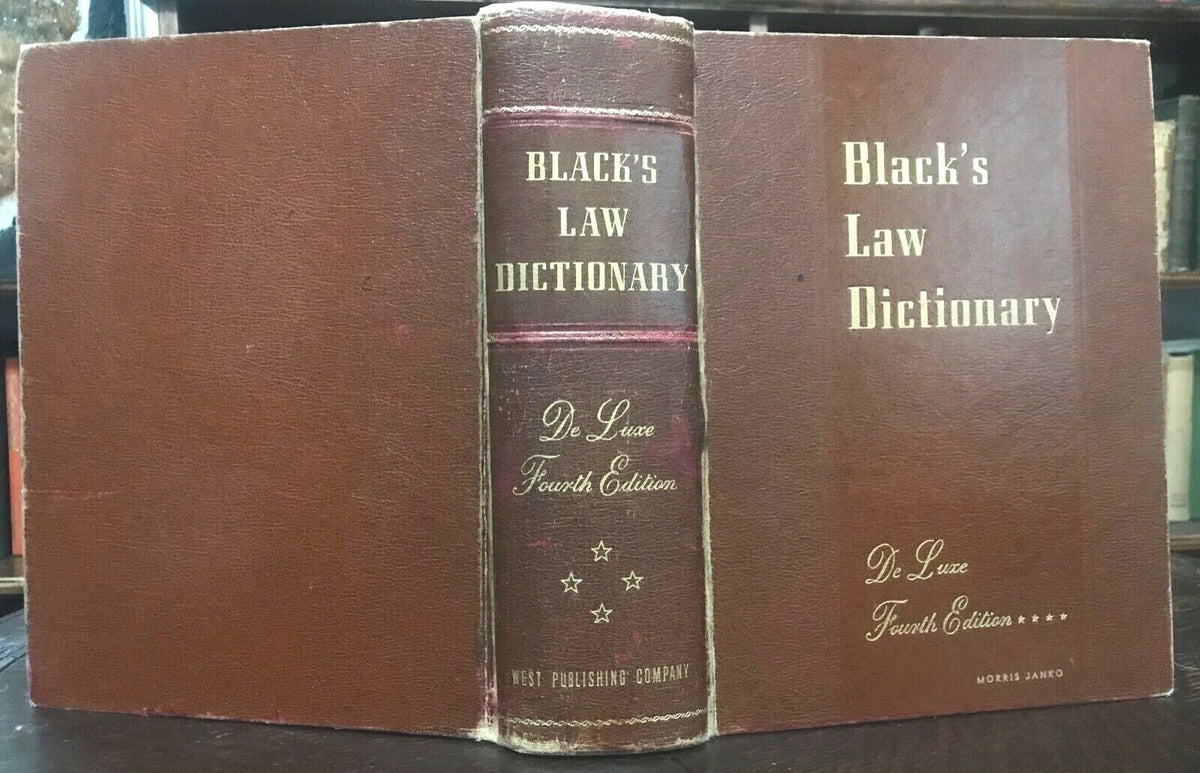 BLACK'S
LAW
DICTIONARY
De Luxe
Fourth Edition
WEST PUBLISHING COMPANY
Black's
Law
Dictionary
De Luxe
Fourth Edition ****
MORRIS JANKO